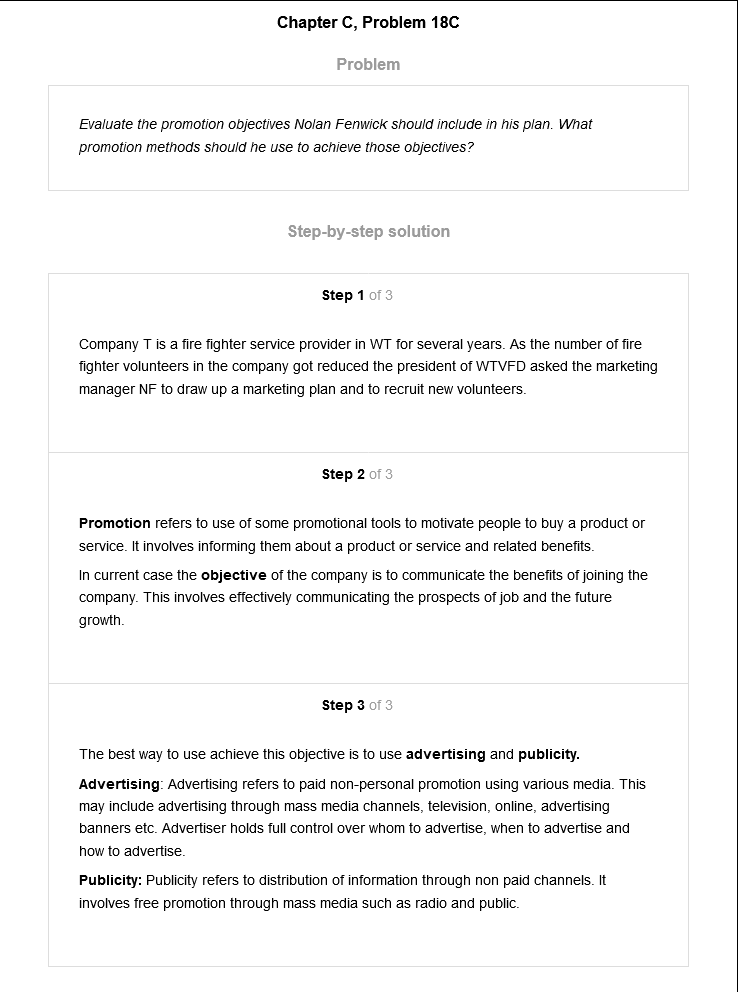 Chapter C, Problem 18C
Problem
Evaluate the promotion objectives Nolan Fenwick should include in his plan. What
promotion methods should he use to achieve those objectives?
Step-by-step solution
Step 1 of 3
Company T is a fire fighter service provider in WT for several years. As the number of fire
fighter volunteers in the company got reduced the president of WTVFD asked the marketing
manager NF to draw up a marketing plan and to recruit new volunteers.
Step 2 of 3
Promotion refers to use of some promotional tools to motivate people to buy a product or
service. It involves informing them about a product or service and related benefits.
In current case the objective of the company is to communicate the benefits of joining the
company. This involves effectively communicating the prospects of job and the future
growth.
Step 3 of 3
The best way to use achieve this objective is to use advertising and publicity.
Advertising: Advertising refers to paid non-personal promotion using various media. This
may include advertising through mass media channels, television, online, advertising
banners etc. Advertiser holds full control over whom to advertise, when to advertise and
how to advertise.
Publicity: Publicity refers to distribution of information through non paid channels. It
involves free promotion through mass media such as radio and public.